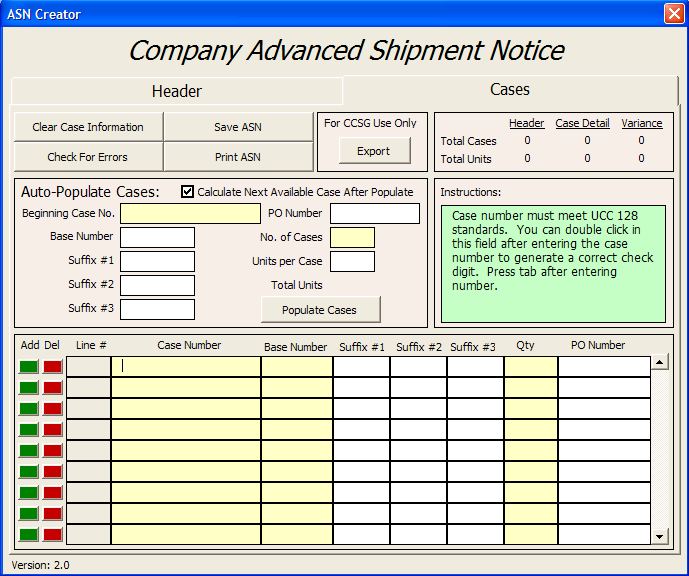 ASN Creator
Company Advanced Shipment Notice
Header
Cases
Clear Case Information
Save ASN
Check For Errors
Print ASN
For CCSG Use Only
Export
Header Case Detail Variance
Total Cases 0 0 0
Total Units 0 0 0
Auto-Populate Cases:
Calculate Next Available Case After Populate
Beginning Case No.
PO Number
Base Number
No. of Cases
Suffix #1
Units per Case
Suffix #2
Total Units
Suffix #3
Populate Cases
Instructions:
Case number must meet UCC 128
standards. You can double click in
this field after entering the case
number to generate a correct check
digit. Press tab after entering
number.
Add Del Line # Case Number Base Number Suffix #1 Suffix #2 Suffix #3 Qty PO Number
Version: 2.0